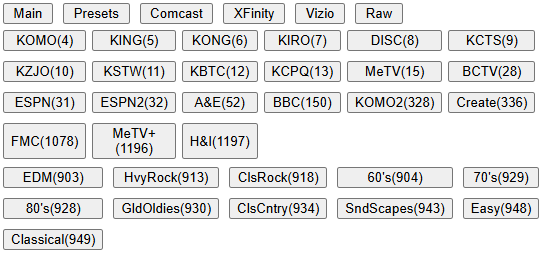 Main Presets Comcast XFinity Vizio Raw
KOMO(4) KING(5) KONG(6) KIRO(7) DISC(8) KCTS(9)
KZJO(10) KSTW(11) KBTC(12) KCPQ(13) MeTV(15) BCTV(28)
ESPN(31) ESPN2(32) A&E(52) BBC(150) KOMO2(328) Create(336)
FMC(1078) MeTV+ (1196) H&I(1197)
EDM(903) HvyRock(913) ClsRock(918) 60's(904) 70's(929)
80's(928) GldOldies(930) ClsCntry(934) SndScapes(943) Easy(948)
Classical(949)